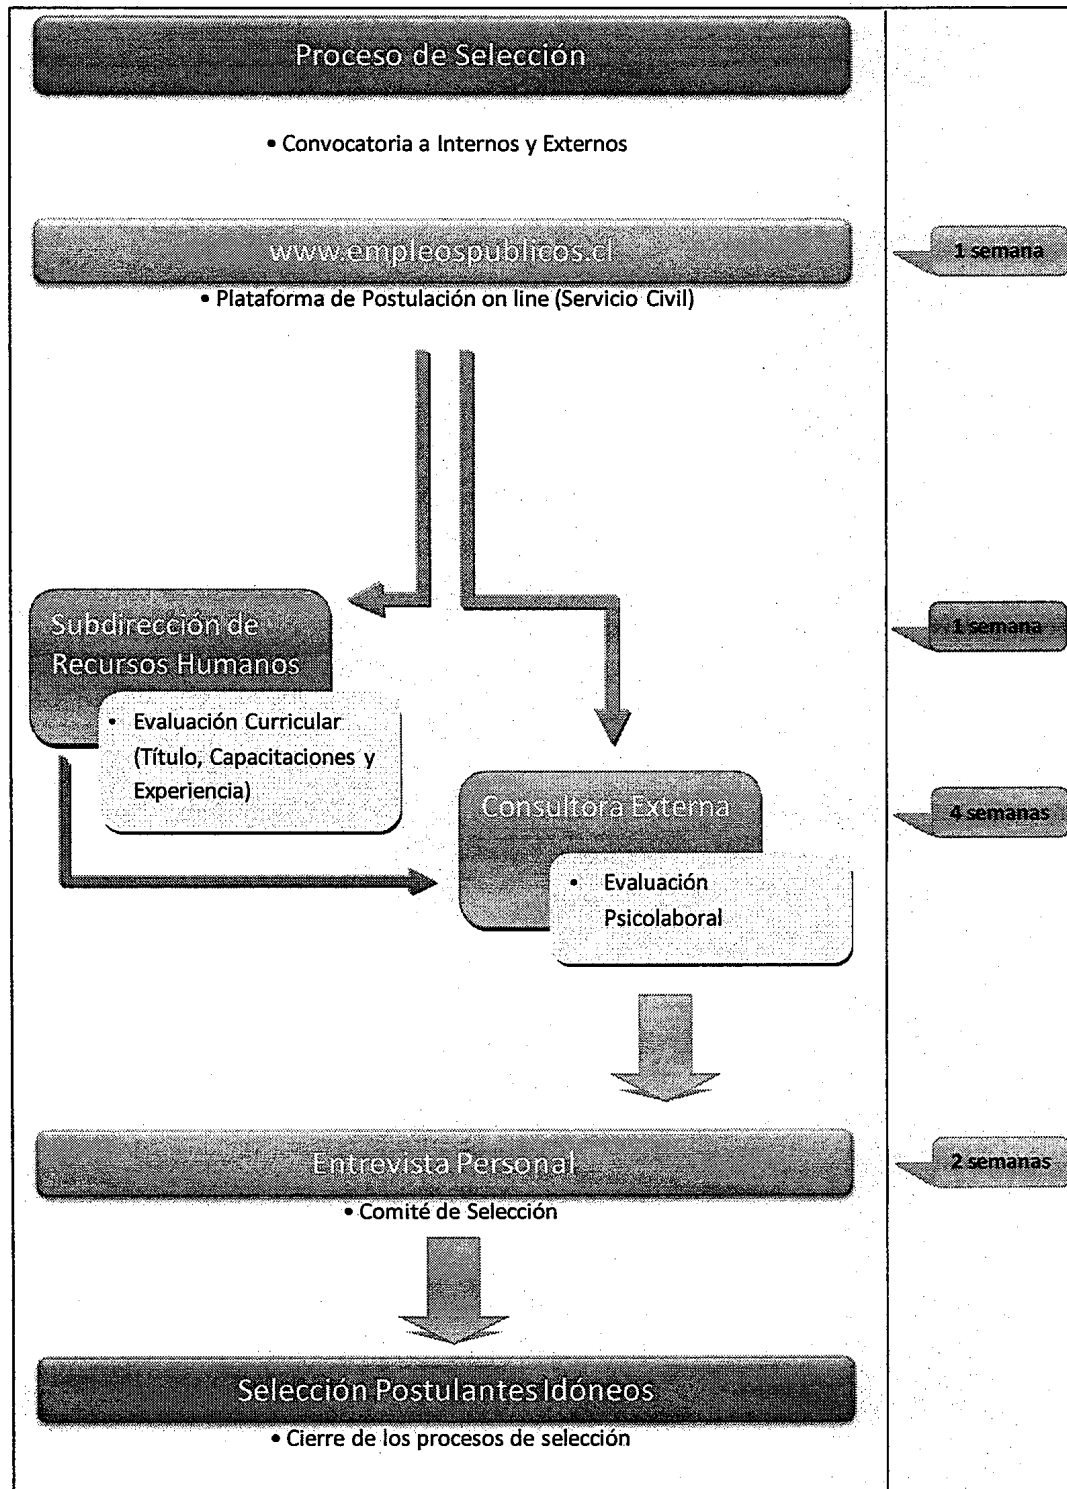 Proceso de Selección
• Convocatoria a Internos y Externos
www.empleospublicos.cl
1 semana
• Plataforma de Postulación on line (Servicio Civil)
Subdirección de
Recursos Humanos
1 semana
• Evaluación Curricular
(Título, Capacitaciones y
Experiencia)
Consultora Externa
4 semanas
• Evaluación
Psicolaboral
Entrevista Personal
2 semanas
• Comité de Selección
Selección Postulantes Idóneos
• Cierre de los procesos de selección